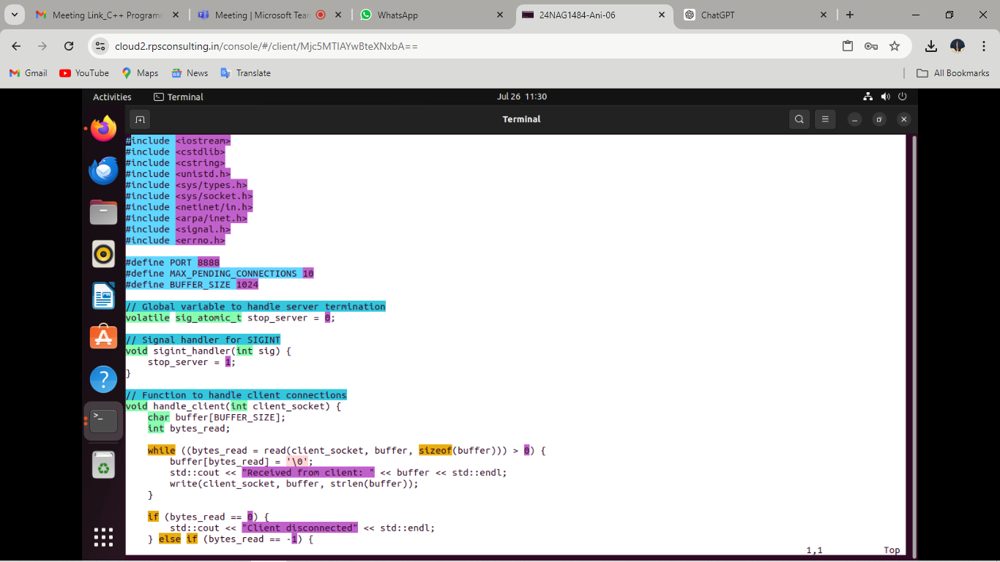 Meeting Link_C++ Program
Meeting | Microsoft Tea
WhatsApp
24NAG1484-Ani-06
ChatGPT
cloud2.rpsconsulting.in/console/#/client/Mjc5MTlAYwBteXNxbA==
Gmail
YouTube
Maps
News
Translate
All Bookmarks
Activities
Terminal
Jul 26 11:30
Terminal
#include <iostream>
#include <cstdlib>
#include <cstring>
#include <unistd.h>
#include <sys/types.h>
#include <sys/socket.h>
#include <netinet/in.h>
#include <arpa/inet.h>
#include <signal.h>
#include <errno.h>
#define PORT 8888
#define MAX_PENDING_CONNECTIONS 10
#define BUFFER_SIZE 1024
// Global variable to handle server termination
volatile sig_atomic_t stop_server = 0;
// Signal handler for SIGINT
void sigint_handler(int sig) {
    stop_server = 1;
}
// Function to handle client connections
void handle_client(int client_socket) {
    char buffer[BUFFER_SIZE];
    int bytes_read;
    while ((bytes_read = read(client_socket, buffer, sizeof(buffer))) > 0) {
        buffer[bytes_read] = '\0';
        std::cout << "Received from client: " << buffer << std::endl;
        write(client_socket, buffer, strlen(buffer));
    }
    if (bytes_read == 0) {
        std::cout << "Client disconnected" << std::endl;
    } else if (bytes_read == -1) {
1,1 Top